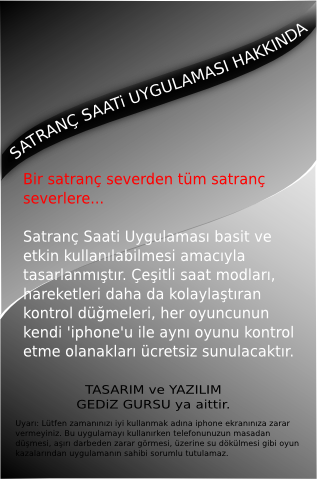 SATRANÇ SAATi UYGULAMASI HAKKINDA
Bir satranç severden tüm satranç
severlere...
Satranç Saati Uygulaması basit ve
etkin kullanılabilmesi amacıyla
tasarlanmıştır. Çeşitli saat modları,
hareketleri daha da kolaylaştıran
kontrol düğmeleri, her oyuncunun
kendi 'iphone'u ile aynı oyunu kontrol
etme olanakları ücretsiz sunulacaktır.
TASARIM ve YAZILIM
GEDiZ GURSU ya aittir.
Uyarı: Lütfen zamanınızı iyi kullanmak adına iphone ekranınıza zarar
vermeyiniz. Bu uygulamayı kullanırken telefonunuzun masadan
düşmesi, aşırı darbeden zarar görmesi, üzerine su dökülmesi gibi oyun
kazalarından uygulamanın sahibi sorumlu tutulamaz.